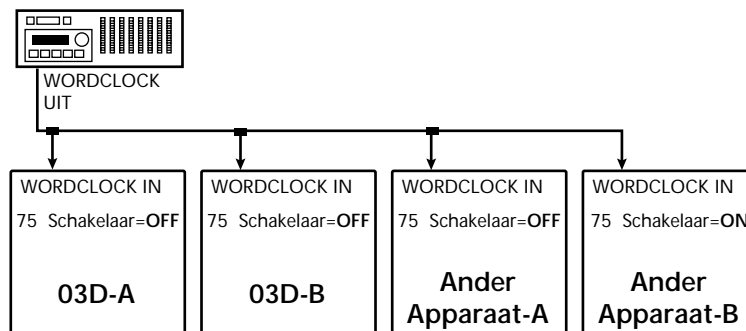 WORDCLOCK
UIT
WORDCLOCK IN
75 Schakelaar=OFF
03D-A
WORDCLOCK IN
75 Schakelaar=OFF
03D-B
WORDCLOCK IN
75 Schakelaar=OFF
Ander
Apparaat-A
WORDCLOCK IN
75 Schakelaar=ON
Ander
Apparaat-B